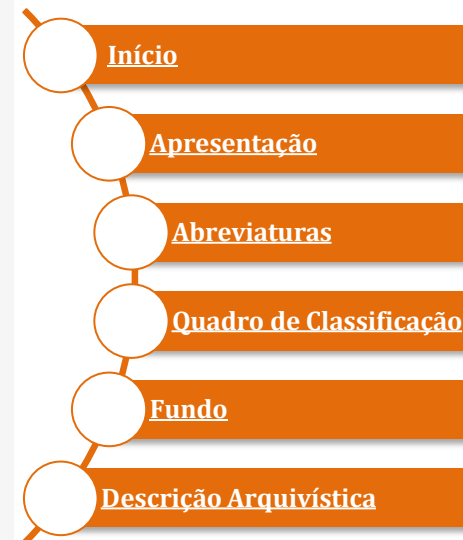 Início
Apresentação
Abreviaturas
Quadro de Classificação
Fundo
Descrição Arquivística